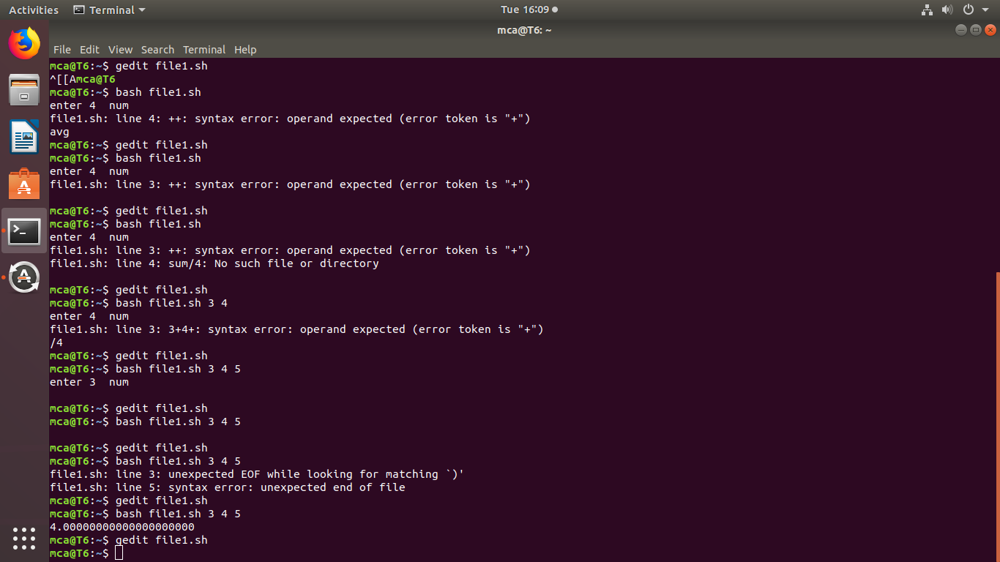 Activities Terminal Tue 16:09
mca@T6: ~
File Edit View Search Terminal Help
mca@T6:~$ gedit file1.sh
^[[Amca@T6
mca@T6:~$ bash file1.sh
enter 4  num
file1.sh: line 4: ++: syntax error: operand expected (error token is "+")
avg
mca@T6:~$ gedit file1.sh
mca@T6:~$ bash file1.sh
enter 4  num
file1.sh: line 3: ++: syntax error: operand expected (error token is "+")
mca@T6:~$ gedit file1.sh
mca@T6:~$ bash file1.sh
enter 4  num
file1.sh: line 3: ++: syntax error: operand expected (error token is "+")
file1.sh: line 4: sum/4: No such file or directory
mca@T6:~$ gedit file1.sh
mca@T6:~$ bash file1.sh 3 4
enter 4  num
file1.sh: line 3: 3+4+: syntax error: operand expected (error token is "+")
/4
mca@T6:~$ gedit file1.sh
mca@T6:~$ bash file1.sh 3 4 5
enter 3  num
mca@T6:~$ gedit file1.sh
mca@T6:~$ bash file1.sh 3 4 5
mca@T6:~$ gedit file1.sh
mca@T6:~$ bash file1.sh 3 4 5
file1.sh: line 3: unexpected EOF while looking for matching `)'
file1.sh: line 5: syntax error: unexpected end of file
mca@T6:~$ gedit file1.sh
mca@T6:~$ bash file1.sh 3 4 5
4.00000000000000000000
mca@T6:~$ gedit file1.sh
mca@T6:~$